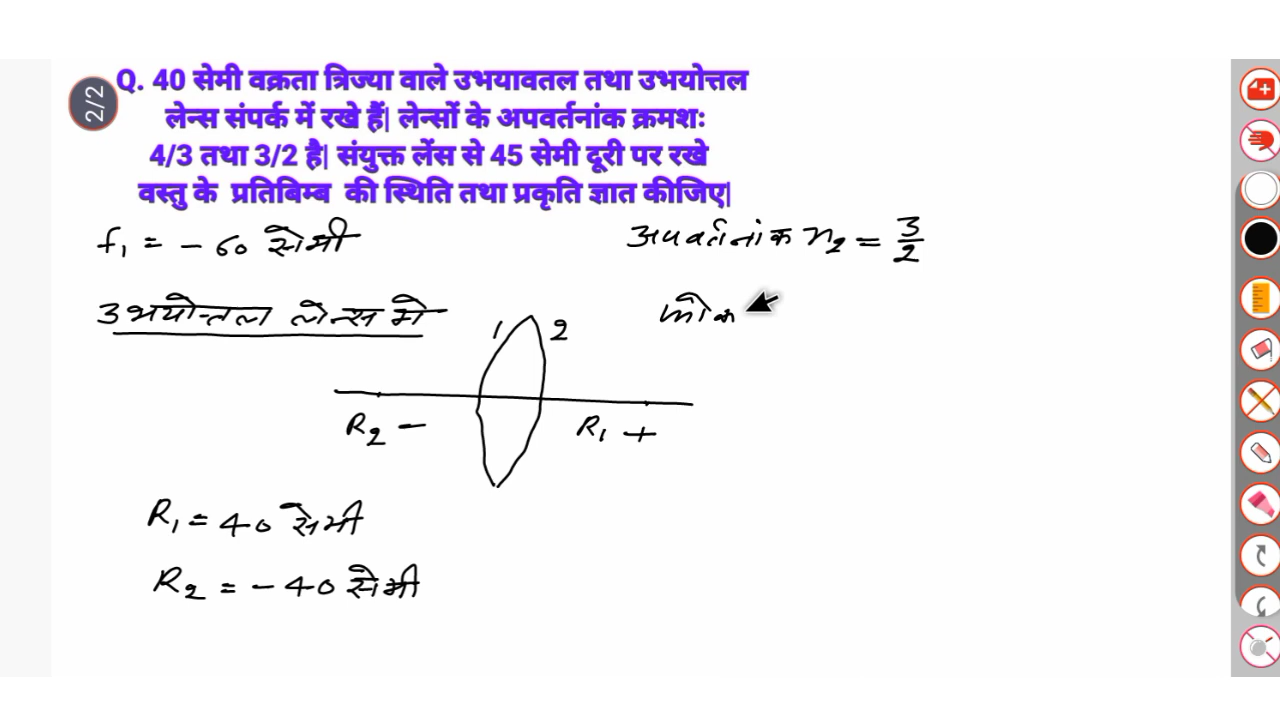 2/2
Q. 40 सेमी वक्रता त्रिज्या वाले उभयावतल तथा उभयोत्तल
लेन्स संपर्क में रखे हैं| लेन्सों के अपवर्तनांक क्रमशः
4/3 तथा 3/2 है| संयुक्त लेंस से 45 सेमी दूरी पर रखे
वस्तु के प्रतिबिम्ब की स्थिति तथा प्रकृति ज्ञात कीजिए|
f₁ = - 60 सेमी
अपवर्तनांक n₂ = 3/2
उभयोत्तल लेन्स में
फोक
1 2
R₂ - R₁ +
R₁ = 40 सेमी
R₂ = - 40 सेमी